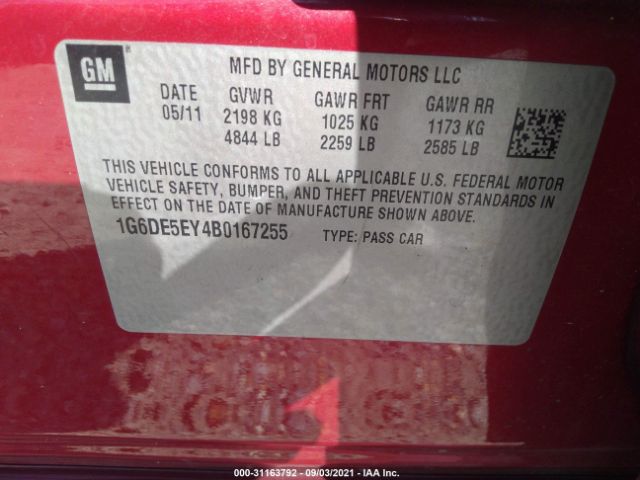 GM
MFD BY GENERAL MOTORS LLC
DATE GVWR GAWR FRT GAWR RR
05/11 2198 KG 1025 KG 1173 KG
4844 LB 2259 LB 2585 LB
THIS VEHICLE CONFORMS TO ALL APPLICABLE U.S. FEDERAL MOTOR
VEHICLE SAFETY, BUMPER, AND THEFT PREVENTION STANDARDS IN
EFFECT ON THE DATE OF MANUFACTURE SHOWN ABOVE.
1G6DE5EY4B0167255 TYPE: PASS CAR
000-31163792 - 09/03/2021 - IAA Inc.